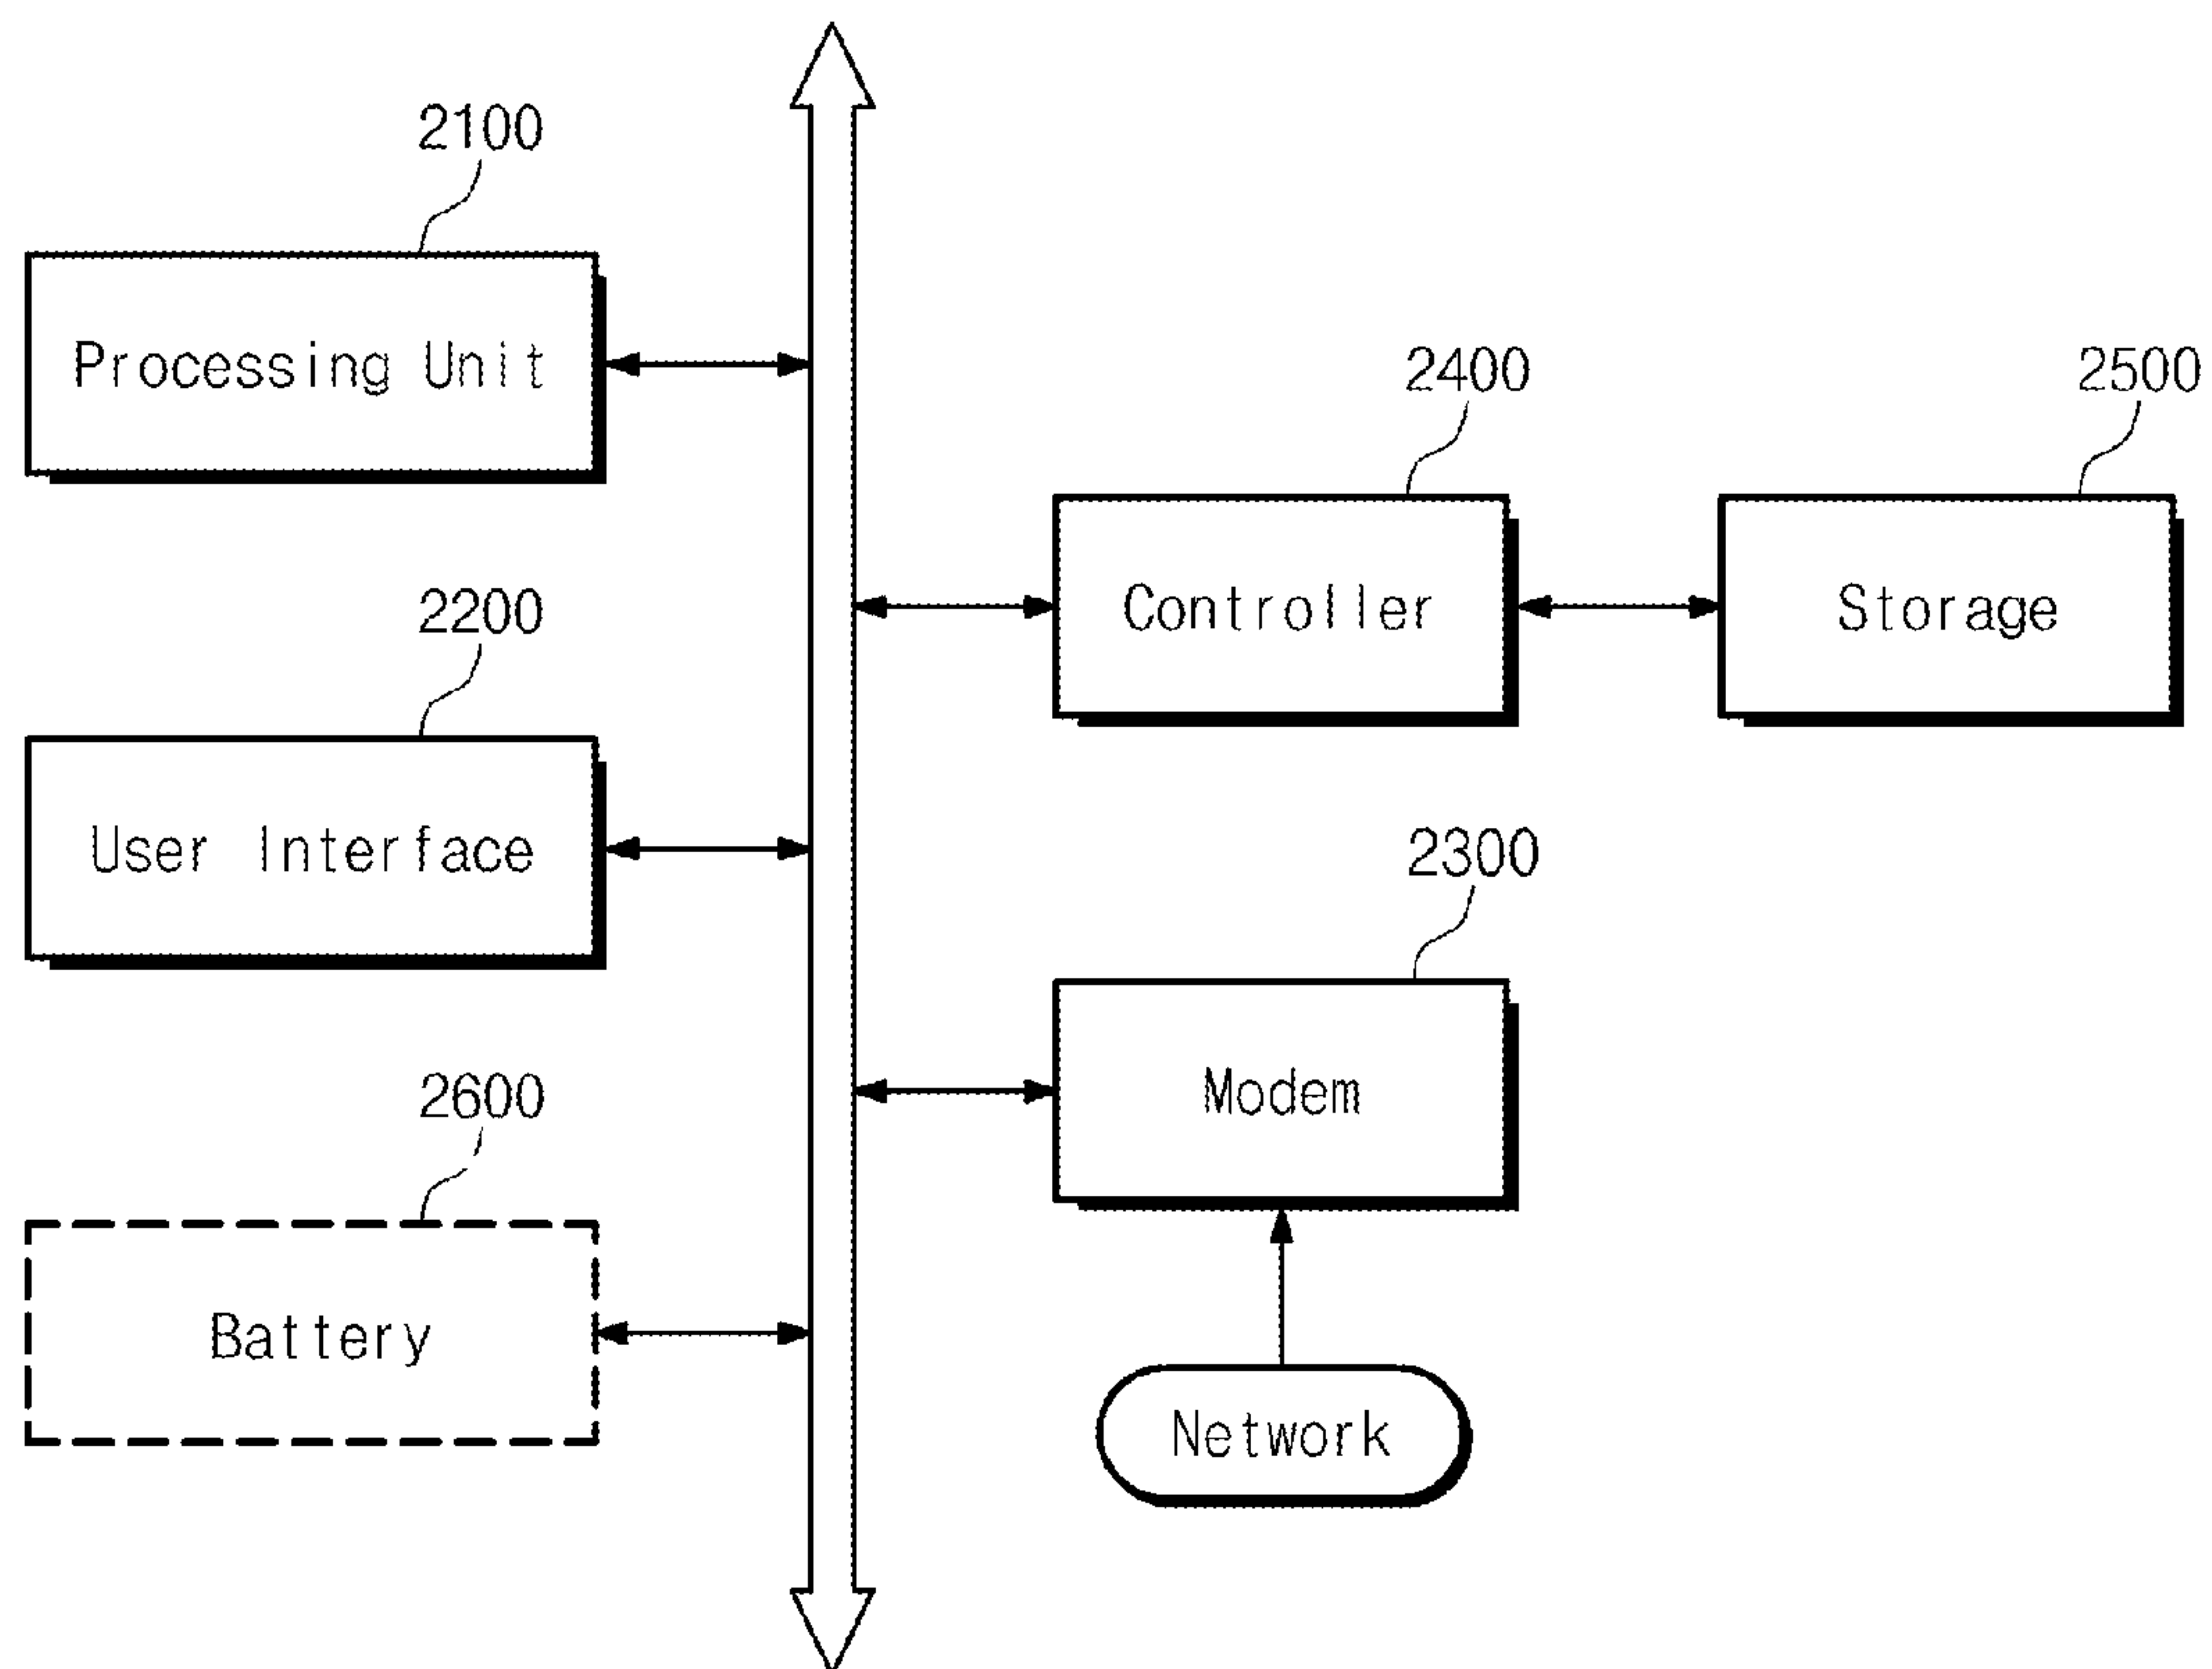 2100
Processing Unit
2400
2500
Controller
Storage
2200
User Interface
2300
Modem
2600
Battery
Network